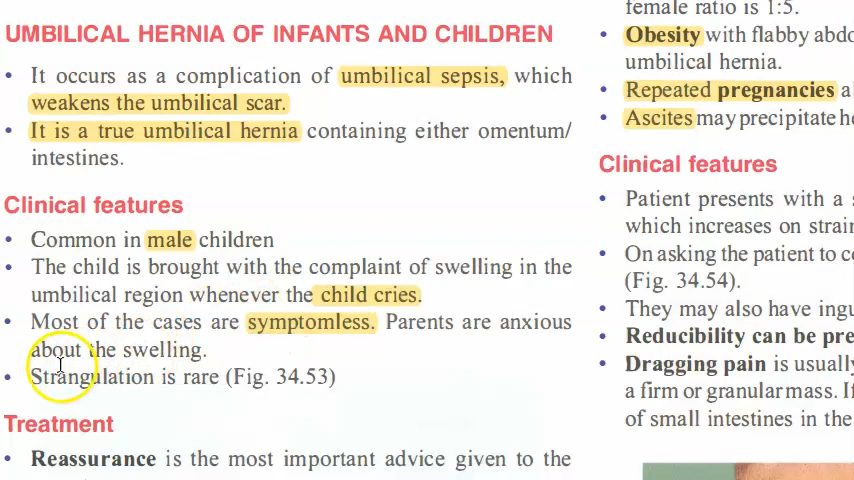 UMBILICAL HERNIA OF INFANTS AND CHILDREN
• It occurs as a complication of umbilical sepsis, which
weakens the umbilical scar.
• It is a true umbilical hernia containing either omentum/
intestines.
Clinical features
• Common in male children
• The child is brought with the complaint of swelling in the
umbilical region whenever the child cries.
• Most of the cases are symptomless. Parents are anxious
about the swelling.
• Strangulation is rare (Fig. 34.53)
Treatment
• Reassurance is the most important advice given to the
female ratio is 1:5.
• Obesity with flabby
umbilical hernia.
• Repeated pregnancies
• Ascites may precipitate
Clinical features
• Patient presents with a
which increases on
• On asking the patient to
(Fig. 34.54).
• They may also have
• Reducibility can be
• Dragging pain is usually
a firm or granular mass. If
of small intestines in the